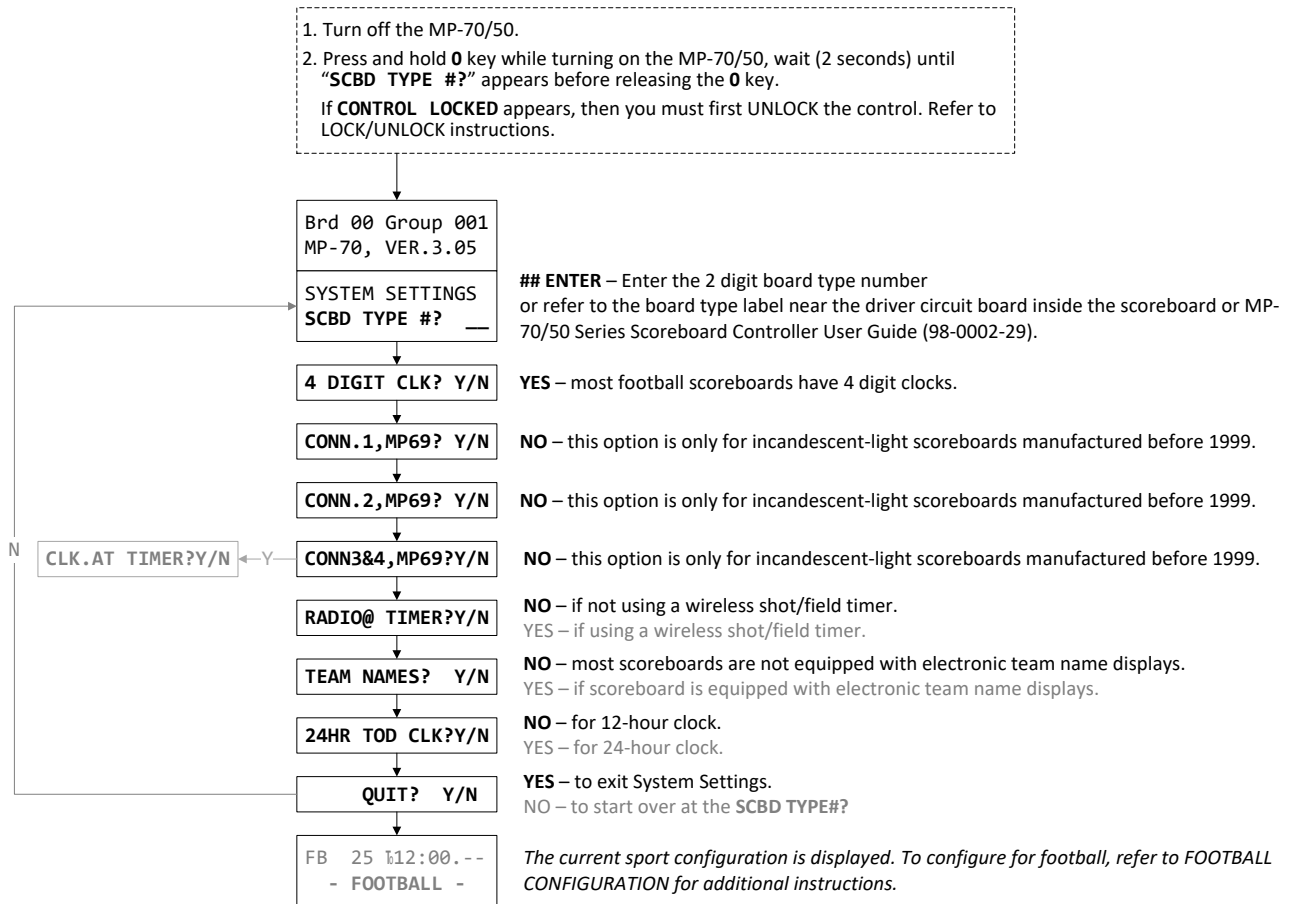 1. Turn off the MP-70/50.
2. Press and hold 0 key while turning on the MP-70/50, wait (2 seconds) until
“SCBD TYPE #?” appears before releasing the 0 key.
If CONTROL LOCKED appears, then you must first UNLOCK the control. Refer to
LOCK/UNLOCK instructions.
Brd 00 Group 001
MP-70, VER.3.05
SYSTEM SETTINGS
SCBD TYPE #? __
## ENTER – Enter the 2 digit board type number
or refer to the board type label near the driver circuit board inside the scoreboard or MP-
70/50 Series Scoreboard Controller User Guide (98-0002-29).
4 DIGIT CLK? Y/N
YES – most football scoreboards have 4 digit clocks.
CONN.1,MP69? Y/N
NO – this option is only for incandescent-light scoreboards manufactured before 1999.
CONN.2,MP69? Y/N
NO – this option is only for incandescent-light scoreboards manufactured before 1999.
N
CLK.AT TIMER?Y/N
Y
CONN3&4,MP69?Y/N
NO – this option is only for incandescent-light scoreboards manufactured before 1999.
RADIO@ TIMER?Y/N
NO – if not using a wireless shot/field timer.
YES – if using a wireless shot/field timer.
TEAM NAMES? Y/N
NO – most scoreboards are not equipped with electronic team name displays.
YES – if scoreboard is equipped with electronic team name displays.
24HR TOD CLK?Y/N
NO – for 12-hour clock.
YES – for 24-hour clock.
QUIT? Y/N
YES – to exit System Settings.
NO – to start over at the SCBD TYPE#?
FB 25 12:00.--
- FOOTBALL -
The current sport configuration is displayed. To configure for football, refer to FOOTBALL
CONFIGURATION for additional instructions.